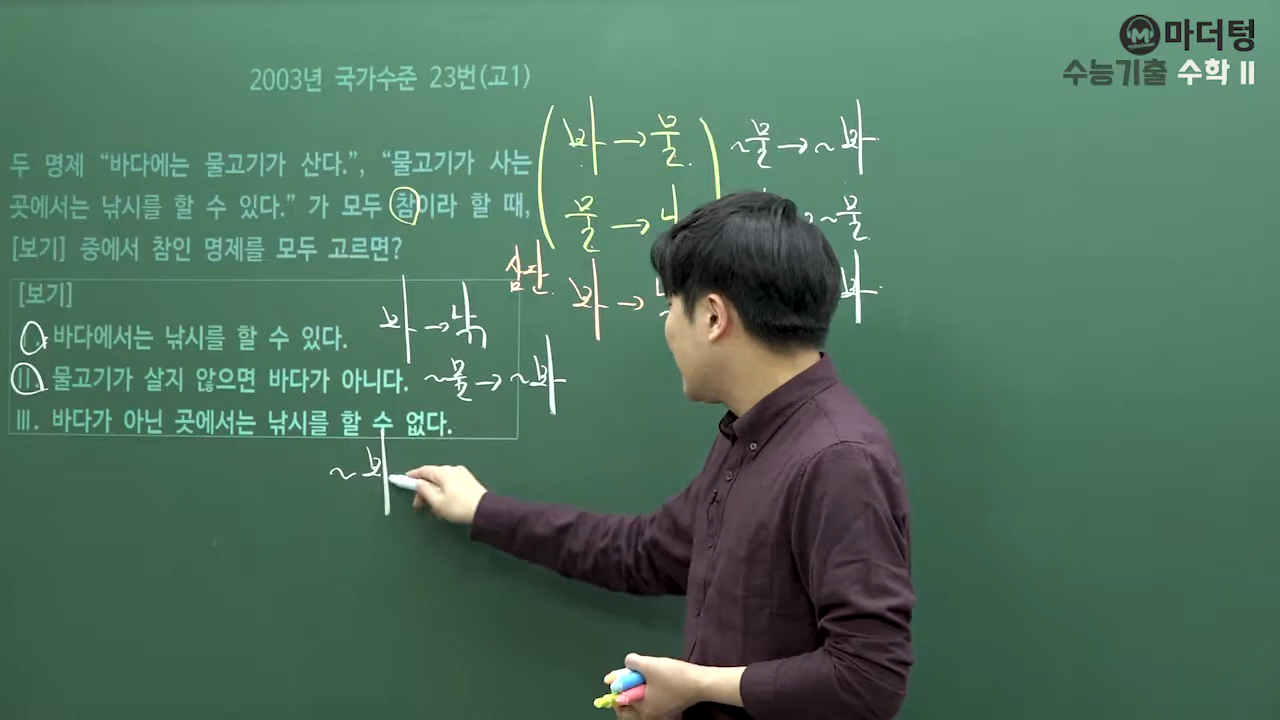 마더텅
수능기출 수학 II
2003년 국가수준 23번(고1)
두 명제 “바다에는 물고기가 산다.”, “물고기가 사는
곳에서는 낚시를 할 수 있다.” 가 모두 참이라 할 때,
[보기] 중에서 참인 명제를 모두 고르면?
[보기]
I. 바다에서는 낚시를 할 수 있다.
II. 물고기가 살지 않으면 바다가 아니다.
III. 바다가 아닌 곳에서는 낚시를 할 수 없다.
바→낚
~물→~바
~바
바→물
물→
삼단
바→
~물→~바
~물
바